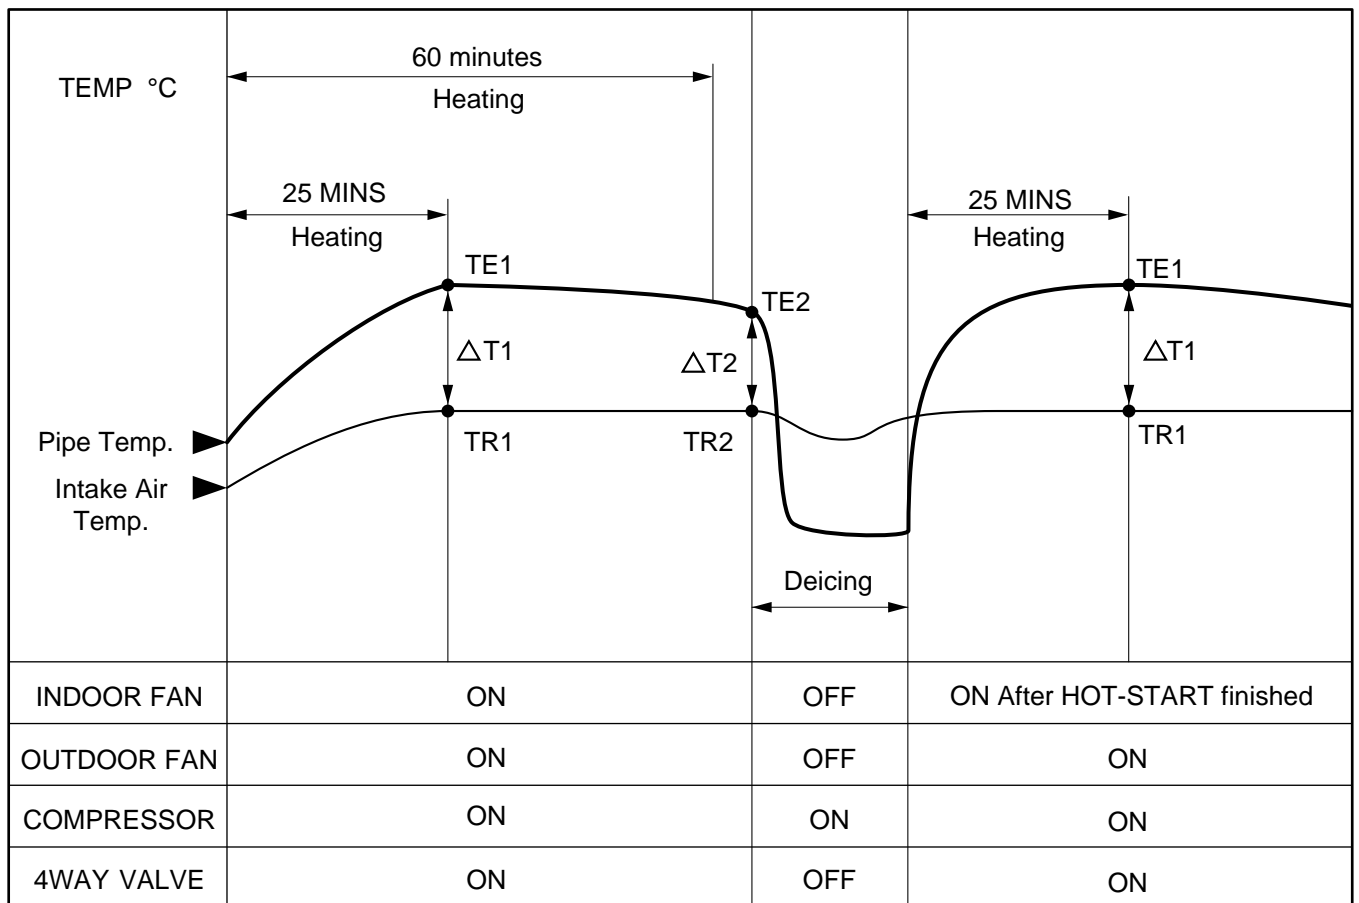 60 minutes
TEMP °C
Heating
25 MINS
Heating
25 MINS
Heating
TE1
TE2
TE1
△T1
△T2
△T1
Pipe Temp.
TR1
TR2
TR1
Intake Air
Temp.
Deicing
INDOOR FAN ON OFF ON After HOT-START finished
OUTDOOR FAN ON OFF ON
COMPRESSOR ON ON ON
4WAY VALVE ON OFF ON